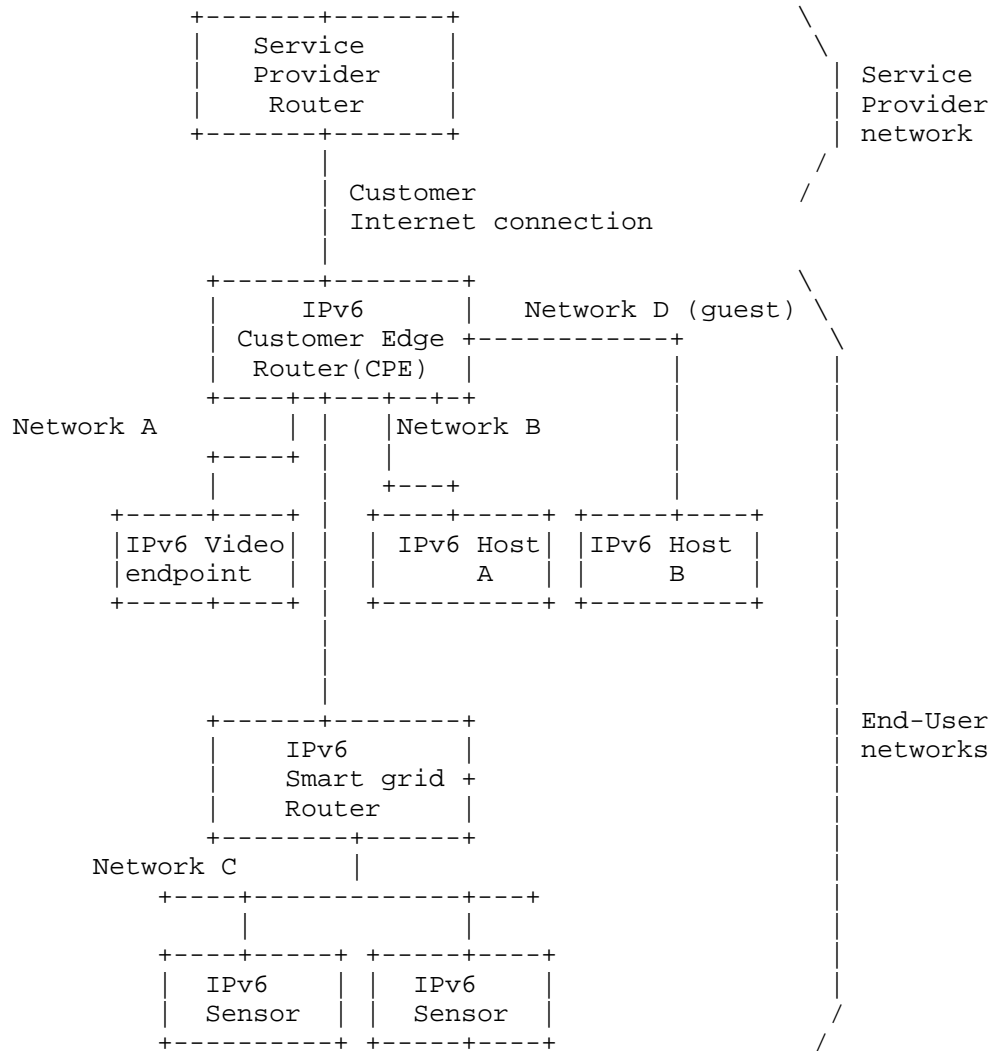 Service
Provider
Router
Service
Provider
network
Customer
Internet connection
IPv6
Customer Edge
Router(CPE)
Network D (guest)
Network A
Network B
IPv6 Video
endpoint
IPv6 Host
A
IPv6 Host
B
End-User
networks
IPv6
Smart grid
Router
Network C
IPv6
Sensor
IPv6
Sensor